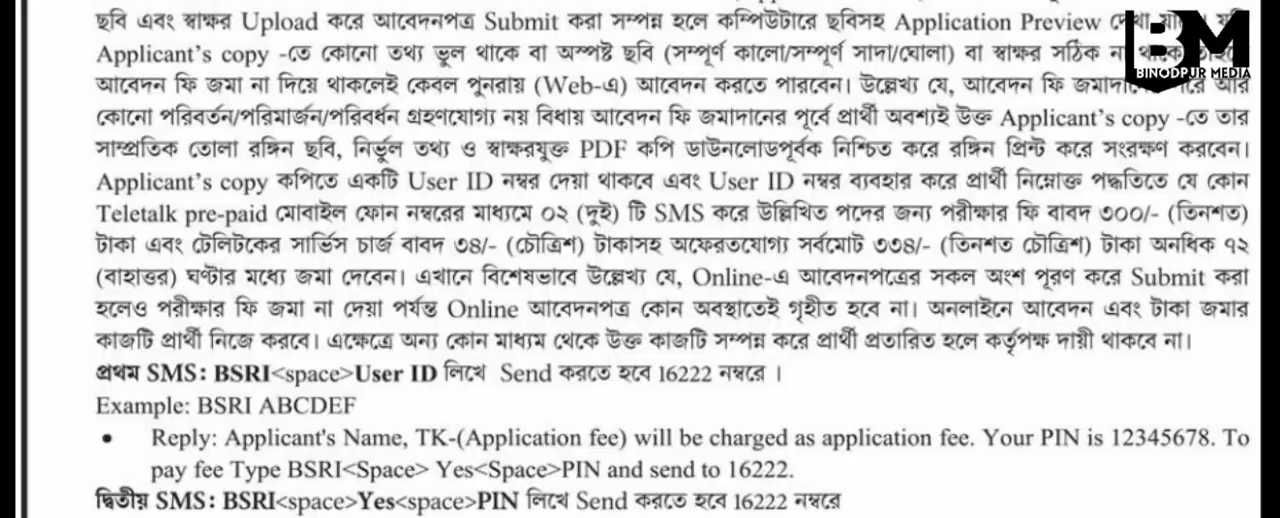 ছবি এবং স্বাক্ষর Upload করে আবেদনপত্র Submit করা সম্পন্ন হলে কম্পিউটারে ছবিসহ Application Preview দেখা
Applicant's copy -তে কোনো তথ্য ভুল থাকে বা অস্পষ্ট ছবি (সম্পূর্ণ কালো/সম্পূর্ণ সাদা/ঘোলা) বা স্বাক্ষর সঠিক না থাকে
আবেদন ফি জমা না দিয়ে থাকলেই কেবল পুনরায় (Web-এ) আবেদন করতে পারবেন। উল্লেখ্য যে, আবেদন ফি আর
কোনো পরিবর্তন/পরিমার্জন/পরিবর্ধন গ্রহণযোগ্য নয় বিধায় আবেদন ফি জমাদানের পূর্বে প্রার্থী অবশ্যই উক্ত Applicant's copy -তে তার
সাম্প্রতিক তোলা রঙ্গিন ছবি, নির্ভুল তথ্য ও স্বাক্ষরযুক্ত PDF কপি ডাউনলোডপূর্বক নিশ্চিত করে রঙ্গিন প্রিন্ট করে সংরক্ষণ করবেন।
Applicant's copy কপিতে একটি User ID নম্বর দেয়া থাকবে এবং User ID নম্বর ব্যবহার করে প্রার্থী নিম্নোক্ত পদ্ধতিতে যে কোন
Teletalk pre-paid মোবাইল ফোন নম্বরের মাধ্যমে ০২ (দুই) টি SMS করে উল্লিখিত পদের জন্য পরীক্ষার ফি বাবদ ৩০০/- (তিনশত)
টাকা এবং টেলিটকের সার্ভিস চার্জ বাবদ ৩৪/- (চৌত্রিশ) টাকাসহ অফেরতযোগ্য সর্বমোট ৩৩৪/- (তিনশত চৌত্রিশ) টাকা অনধিক ৭২
(বাহাত্তর) ঘণ্টার মধ্যে জমা দেবেন। এখানে বিশেষভাবে উল্লেখ্য যে, Online-এ আবেদনপত্রের সকল অংশ পূরণ করে Submit করা
হলেও পরীক্ষার ফি জমা না দেয়া পর্যন্ত Online আবেদনপত্র কোন অবস্থাতেই গৃহীত হবে না। অনলাইনে আবেদন এবং টাকা জমার
কাজটি প্রার্থী নিজে করবে। এক্ষেত্রে অন্য কোন মাধ্যম থেকে উক্ত কাজটি সম্পন্ন করে প্রার্থী প্রতারিত হলে কর্তৃপক্ষ দায়ী থাকবে না।
প্রথম SMS: BSRI<space>User ID লিখে Send করতে হবে 16222 নম্বরে ।
Example: BSRI ABCDEF
• Reply: Applicant's Name, TK-(Application fee) will be charged as application fee. Your PIN is 12345678. To
pay fee Type BSRI<Space> Yes<Space>PIN and send to 16222.
দ্বিতীয় SMS: BSRI<space>Yes<space>PIN লিখে Send করতে হবে 16222 নম্বরে
BM
BINODPUR MEDIA